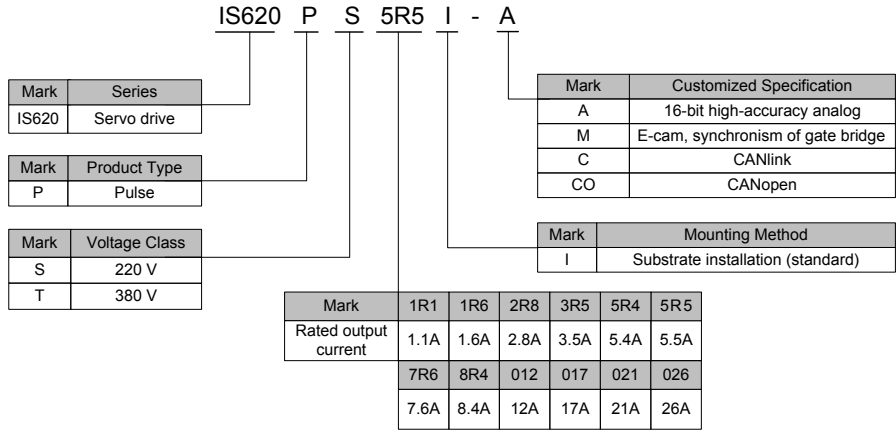 IS620 P S 5R5 I - A
Mark Series
IS620 Servo drive
Mark Product Type
P Pulse
Mark Voltage Class
S 220 V
T 380 V
Mark Customized Specification
A 16-bit high-accuracy analog
M E-cam, synchronism of gate bridge
C CANlink
CO CANopen
Mark Mounting Method
I Substrate installation (standard)
Mark 1R1 1R6 2R8 3R5 5R4 5R5
Rated output
current 1.1A 1.6A 2.8A 3.5A 5.4A 5.5A
7R6 8R4 012 017 021 026
7.6A 8.4A 12A 17A 21A 26A